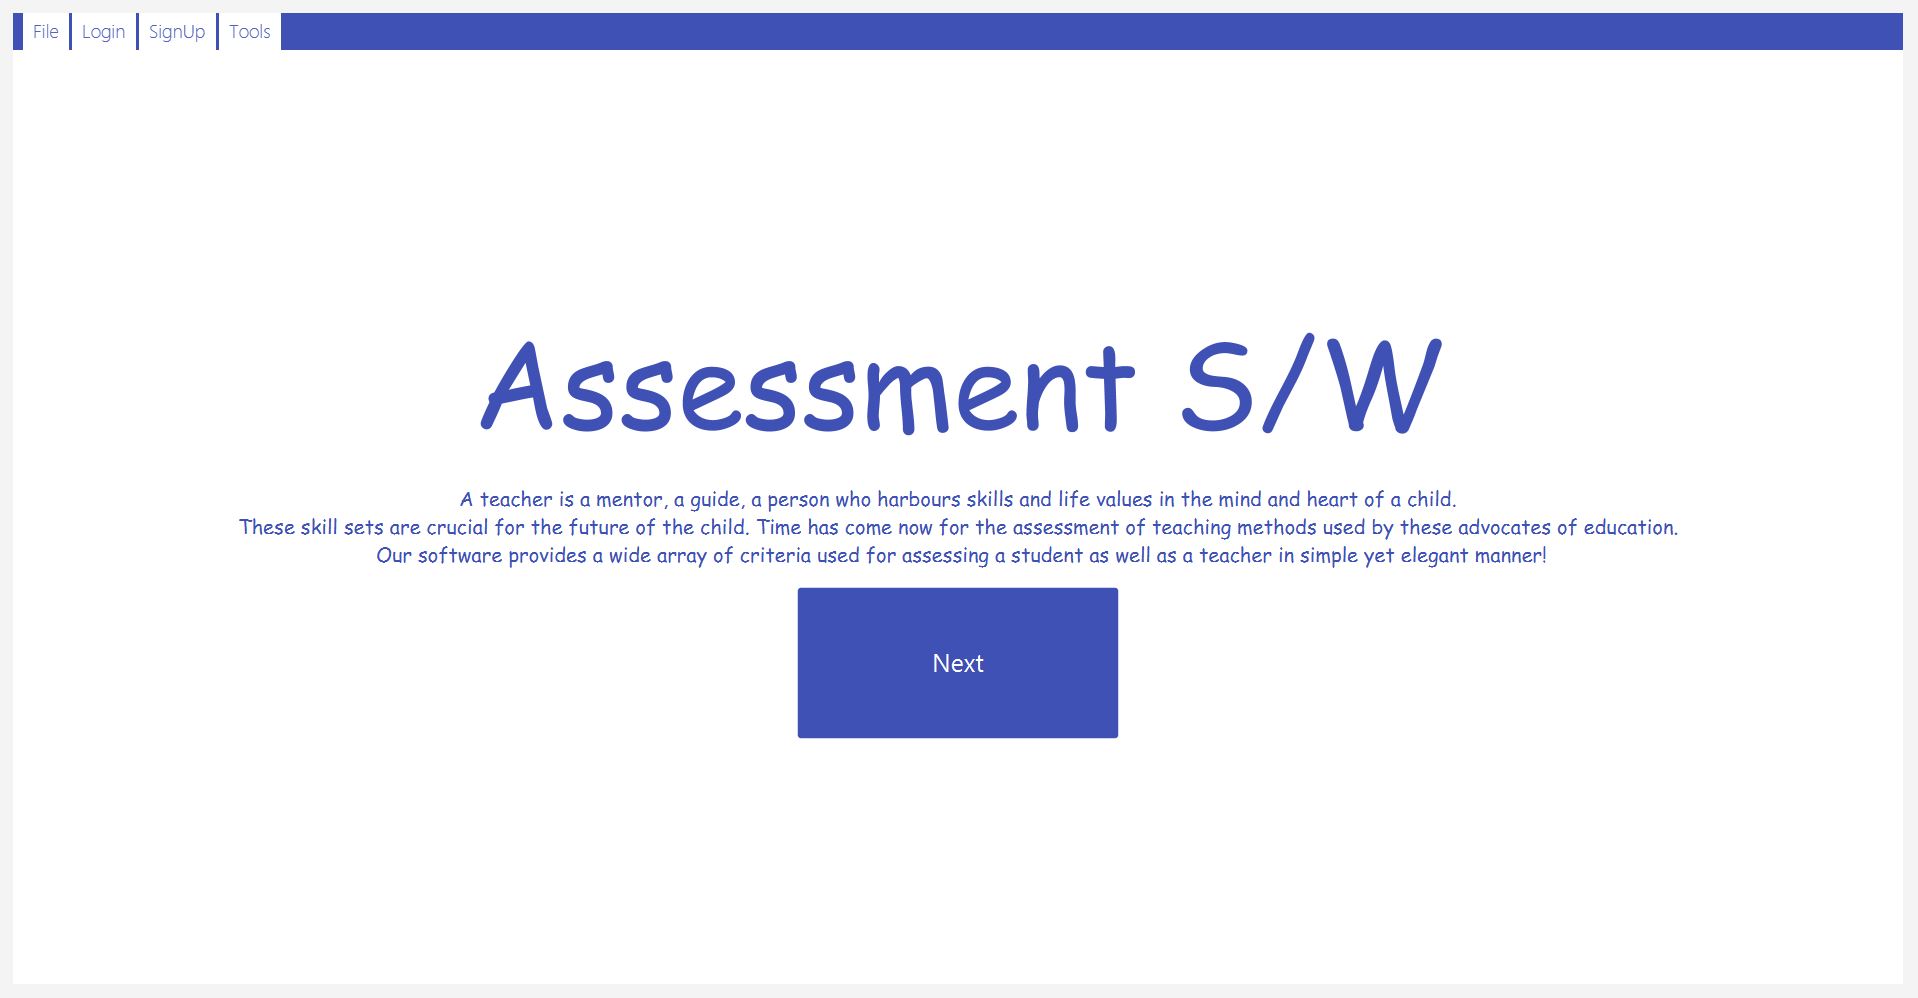 File Login SignUp Tools
Assessment S/W
A teacher is a mentor, a guide, a person who harbours skills and life values in the mind and heart of a child.
These skill sets are crucial for the future of the child. Time has come now for the assessment of teaching methods used by these advocates of education.
Our software provides a wide array of criteria used for assessing a student as well as a teacher in simple yet elegant manner!
Next